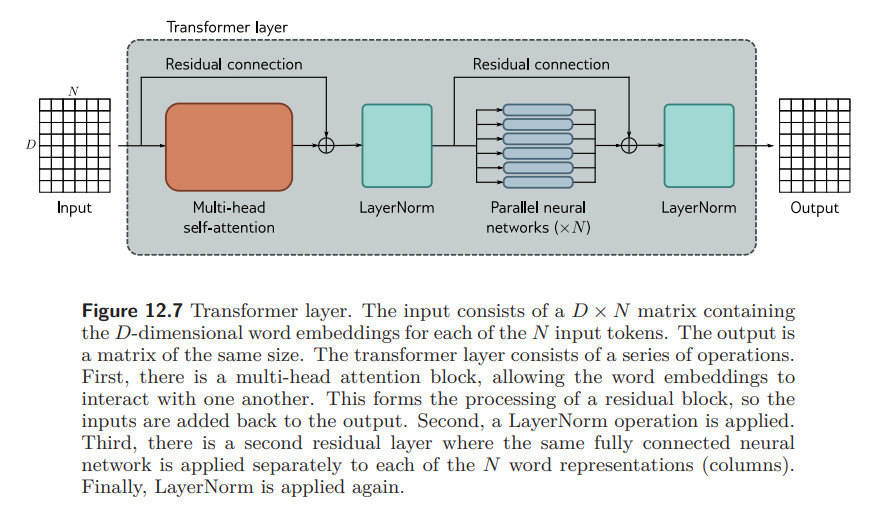 Transformer layer
Residual connection
Residual connection
N
D
Input
Multi-head
self-attention
LayerNorm
Parallel neural
networks (×N)
LayerNorm
Output
Figure 12.7 Transformer layer. The input consists of a D × N matrix containing
the D-dimensional word embeddings for each of the N input tokens. The output is
a matrix of the same size. The transformer layer consists of a series of operations.
First, there is a multi-head attention block, allowing the word embeddings to
interact with one another. This forms the processing of a residual block, so the
inputs are added back to the output. Second, a LayerNorm operation is applied.
Third, there is a second residual layer where the same fully connected neural
network is applied separately to each of the N word representations (columns).
Finally, LayerNorm is applied again.